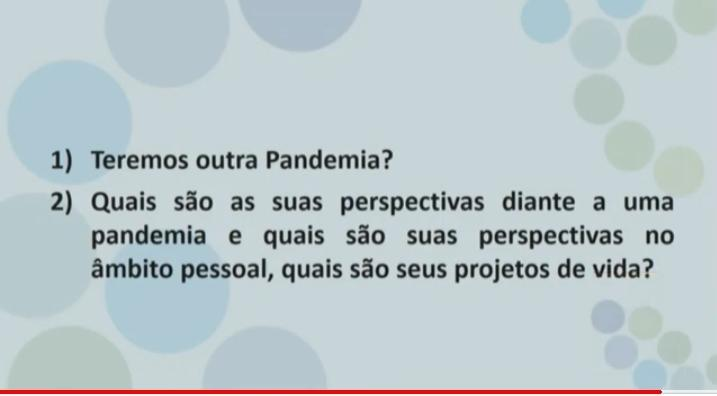 1) Teremos outra Pandemia?
2) Quais são as suas perspectivas diante a uma
pandemia e quais são suas perspectivas no
âmbito pessoal, quais são seus projetos de vida?